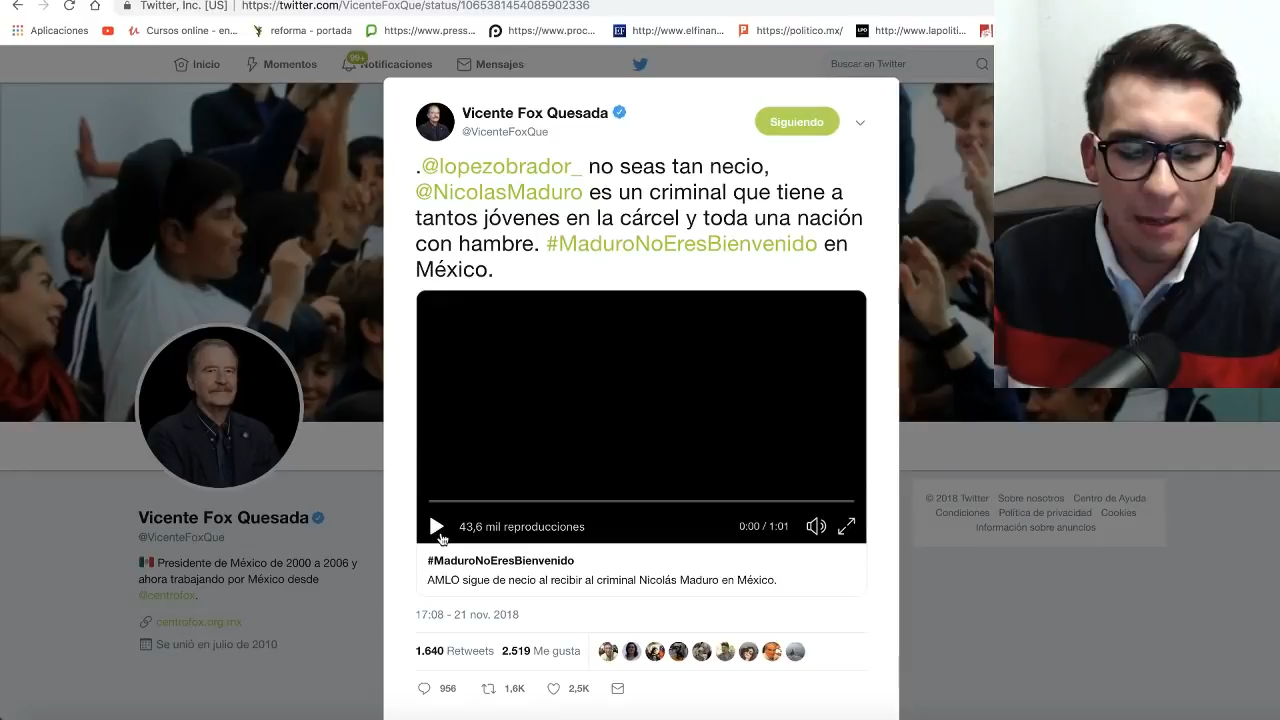 Twitter, Inc. [US] https://twitter.com/VicenteFoxQue/status/1065381454085902336
Aplicaciones Cursos online - en... reforma - portada https://www.press... https://www.proc... EF http://www.elfinan... https://politico.mx/ LPO http://www.lapoliti...
Inicio Momentos 99+ Notificaciones Mensajes Buscar en Twitter
Vicente Fox Quesada
@VicenteFoxQue
Siguiendo
.@lopezobrador_ no seas tan necio,
@NicolasMaduro es un criminal que tiene a
tantos jóvenes en la cárcel y toda una nación
con hambre. #MaduroNoEresBienvenido en
México.
43,6 mil reproducciones 0:00 / 1:01
#MaduroNoEresBienvenido
AMLO sigue de necio al recibir al criminal Nicolás Maduro en México.
17:08 - 21 nov. 2018
1.640 Retweets 2.519 Me gusta
956 1,6K 2,5K
Vicente Fox Quesada
@VicenteFoxQue
Presidente de México de 2000 a 2006 y
ahora trabajando por México desde
@centrofox.
centrofox.org.mx
Se unió en julio de 2010
© 2018 Twitter Sobre nosotros Centro de Ayuda
Condiciones Política de privacidad Cookies
Información sobre anuncios